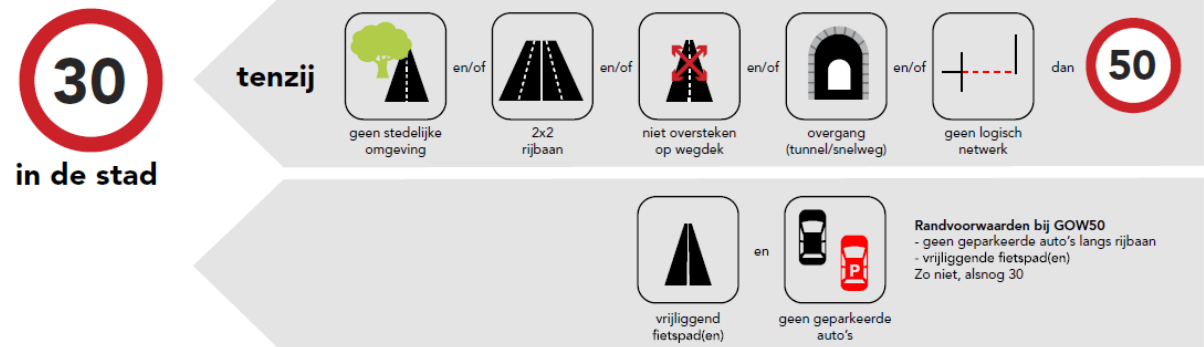 30
in de stad
tenzij
geen stedelijke
omgeving
en/of
2x2
rijbaan
en/of
niet oversteken
op wegdek
en/of
overgang
(tunnel/snelweg)
en/of
geen logisch
netwerk
dan
50
vrijliggend
fietspad(en)
en
P
geen geparkeerde
auto's
Randvoorwaarden bij GOW50
- geen geparkeerde auto's langs rijbaan
- vrijliggende fietspad(en)
Zo niet, alsnog 30